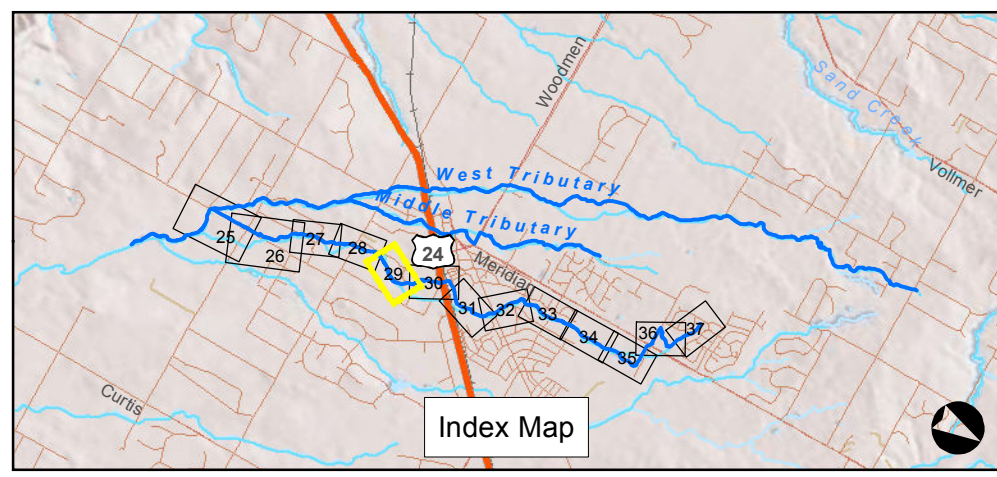 Woodmen
Sand Creek
Vollmer
West Tributary
Middle Tributary
24
Meridian
25
26
27
28
29
30
31
32
33
34
35
36
37
Curtis
Index Map